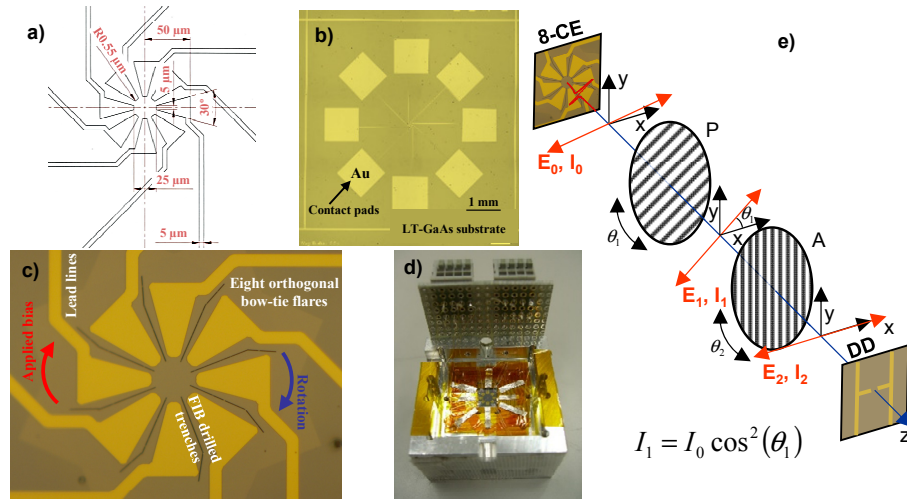 a)
50 µm
R0.55 µm
5 µm
30°
25 µm
5 µm
b)
Au
Contact pads
1 mm
LT-GaAs substrate
c)
Lead lines
Eight orthogonal
bow-tie flares
Applied bias
Rotation
FIB drilled
trenches
d)
e)
8-CE
y
x
P
E₀, I₀
θ₁
y
θ₁
x
A
E₁, I₁
y
θ₂
x
E₂, I₂
DD
z
I₁ = I₀ cos²(θ₁)